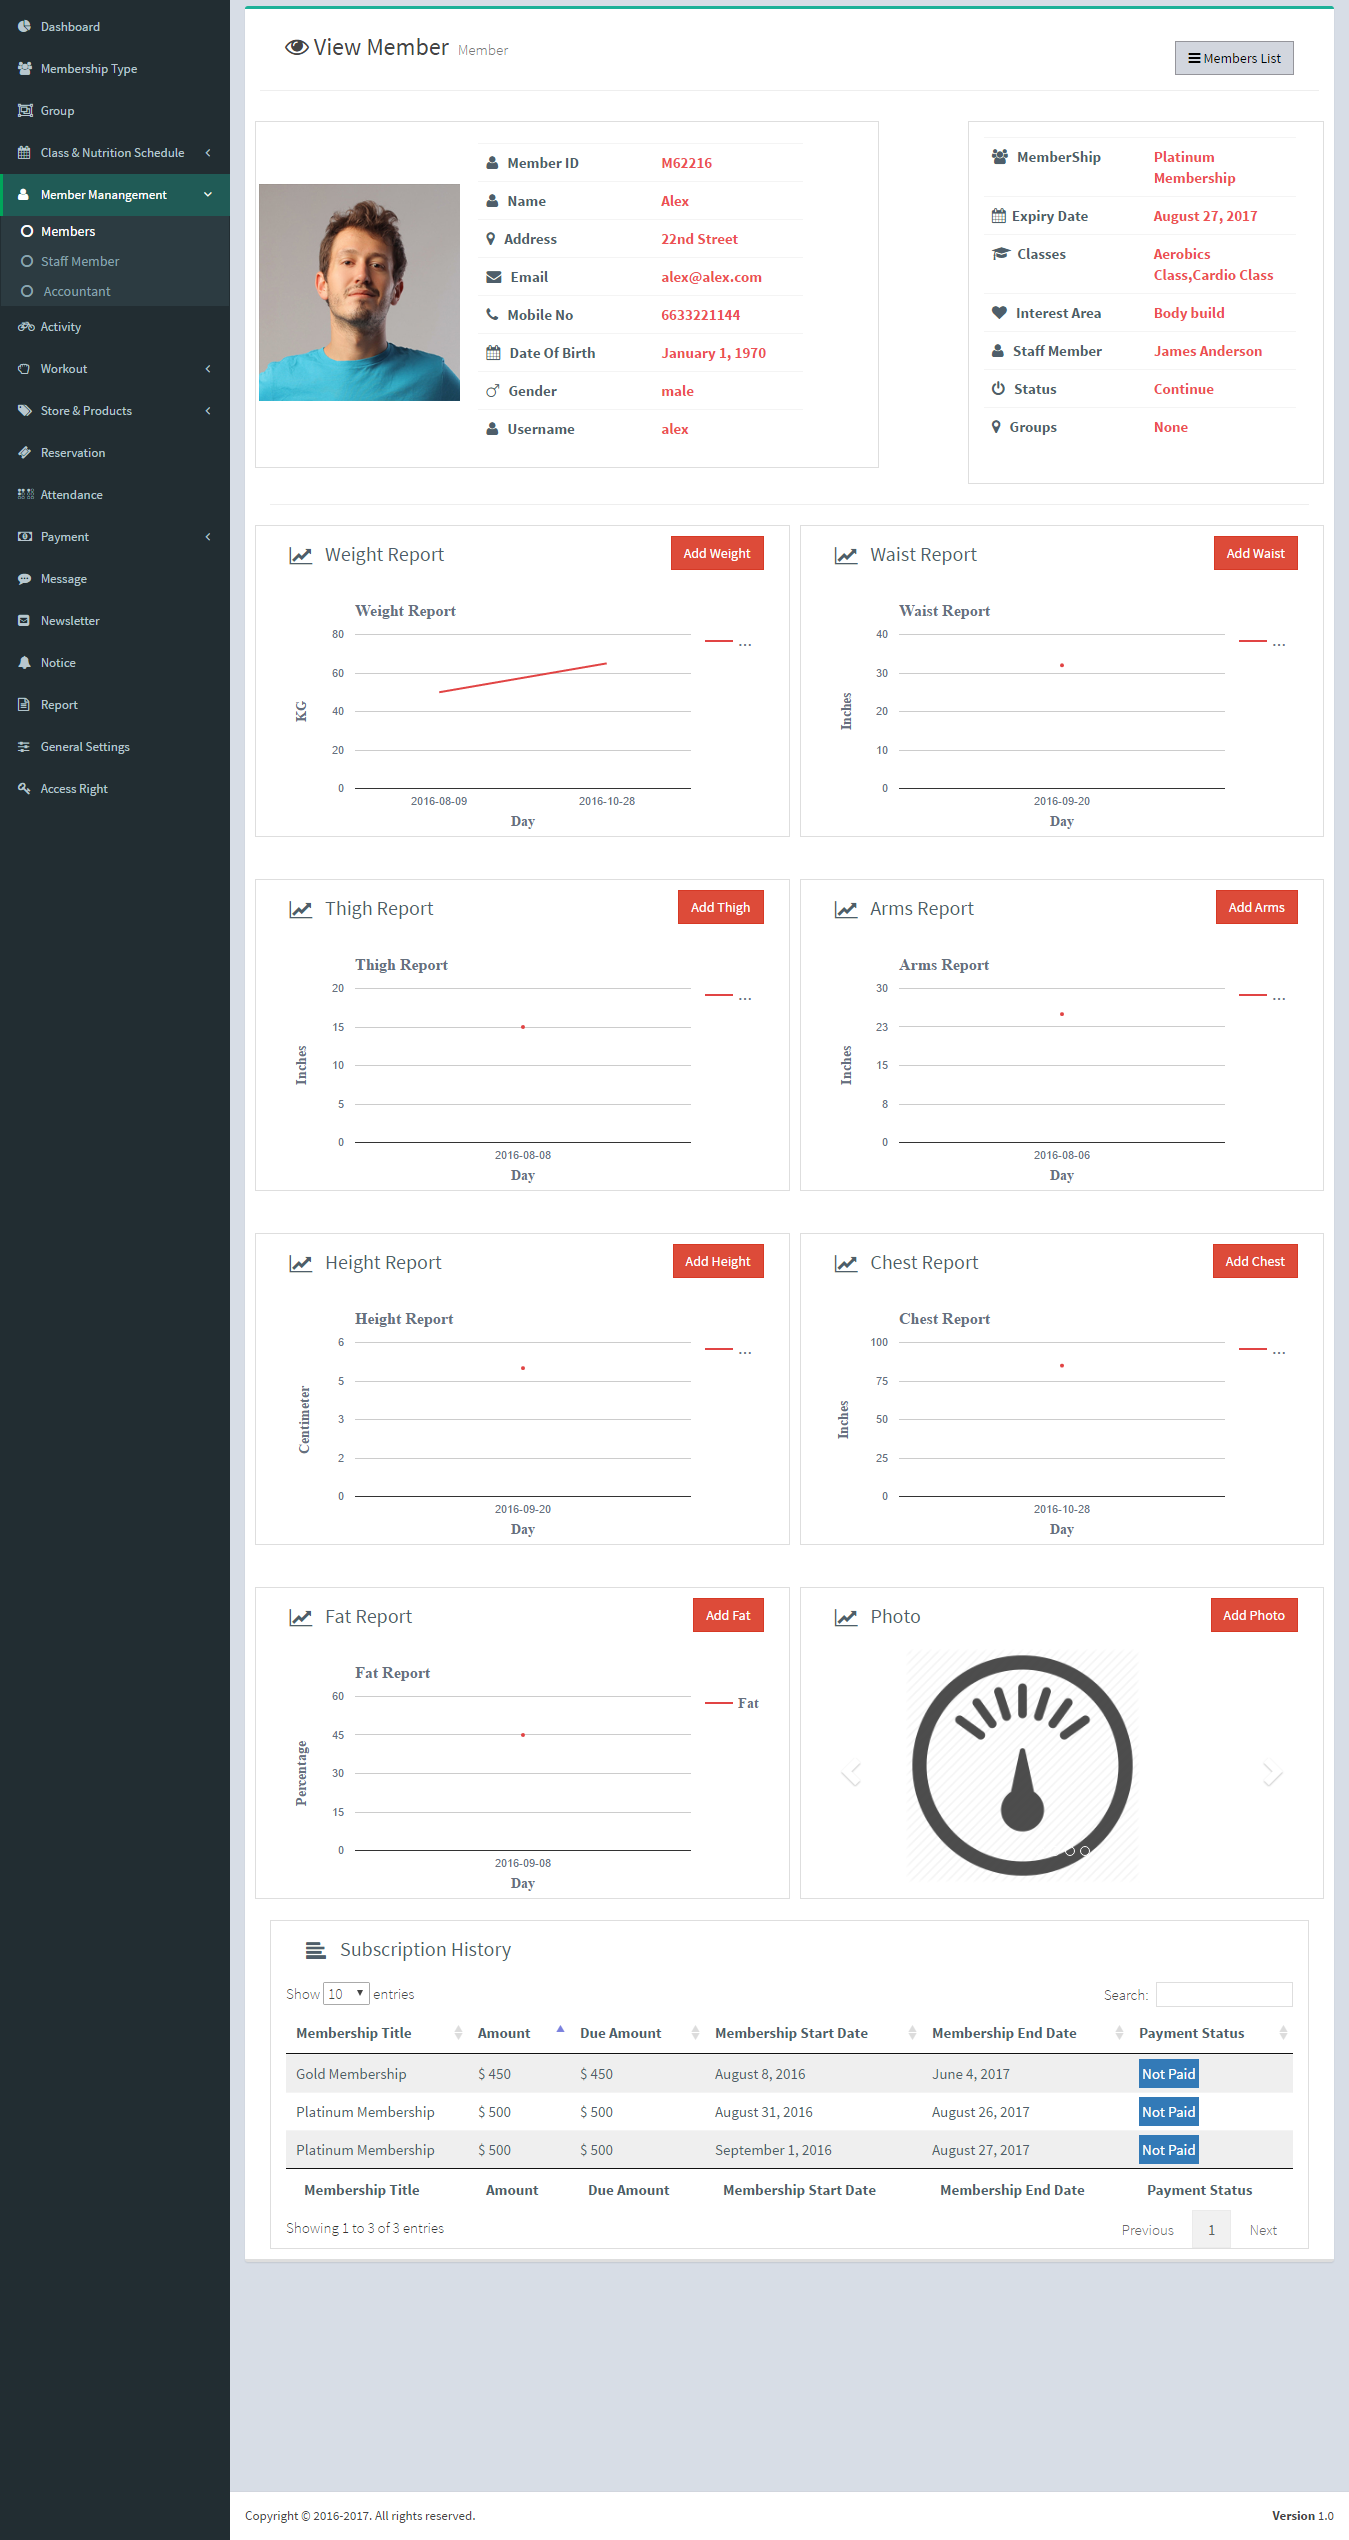 Dashboard
Membership Type
Group
Class & Nutrition Schedule
Member Manangement
Members
Staff Member
Accountant
Activity
Workout
Store & Products
Reservation
Attendance
Payment
Message
Newsletter
Notice
Report
General Settings
Access Right
View Member Member
Members List
Member ID M62216
Name Alex
Address 22nd Street
Email alex@alex.com
Mobile No 6633221144
Date Of Birth January 1, 1970
Gender male
Username alex
MemberShip Platinum
Membership
Expiry Date August 27, 2017
Classes Aerobics
Class,Cardio Class
Interest Area Body build
Staff Member James Anderson
Status Continue
Groups None
Weight Report Add Weight
Weight Report
80
60
40
20
0
KG
...
2016-08-09 2016-10-28
Day
Waist Report Add Waist
Waist Report
40
30
20
10
0
Inches
...
2016-09-20
Day
Thigh Report Add Thigh
Thigh Report
20
15
10
5
0
Inches
...
2016-08-08
Day
Arms Report Add Arms
Arms Report
30
23
15
8
0
Inches
...
2016-08-06
Day
Height Report Add Height
Height Report
6
5
3
2
0
Centimeter
...
2016-09-20
Day
Chest Report Add Chest
Chest Report
100
75
50
25
0
Inches
...
2016-10-28
Day
Fat Report Add Fat
Fat Report
60
45
30
15
0
Percentage
Fat
2016-09-08
Day
Photo Add Photo
Subscription History
Show 10 entries Search:
Membership Title Amount Due Amount Membership Start Date Membership End Date Payment Status
Gold Membership $ 450 $ 450 August 8, 2016 June 4, 2017 Not Paid
Platinum Membership $ 500 $ 500 August 31, 2016 August 26, 2017 Not Paid
Platinum Membership $ 500 $ 500 September 1, 2016 August 27, 2017 Not Paid
Membership Title Amount Due Amount Membership Start Date Membership End Date Payment Status
Showing 1 to 3 of 3 entries Previous 1 Next
Copyright © 2016-2017. All rights reserved. Version 1.0